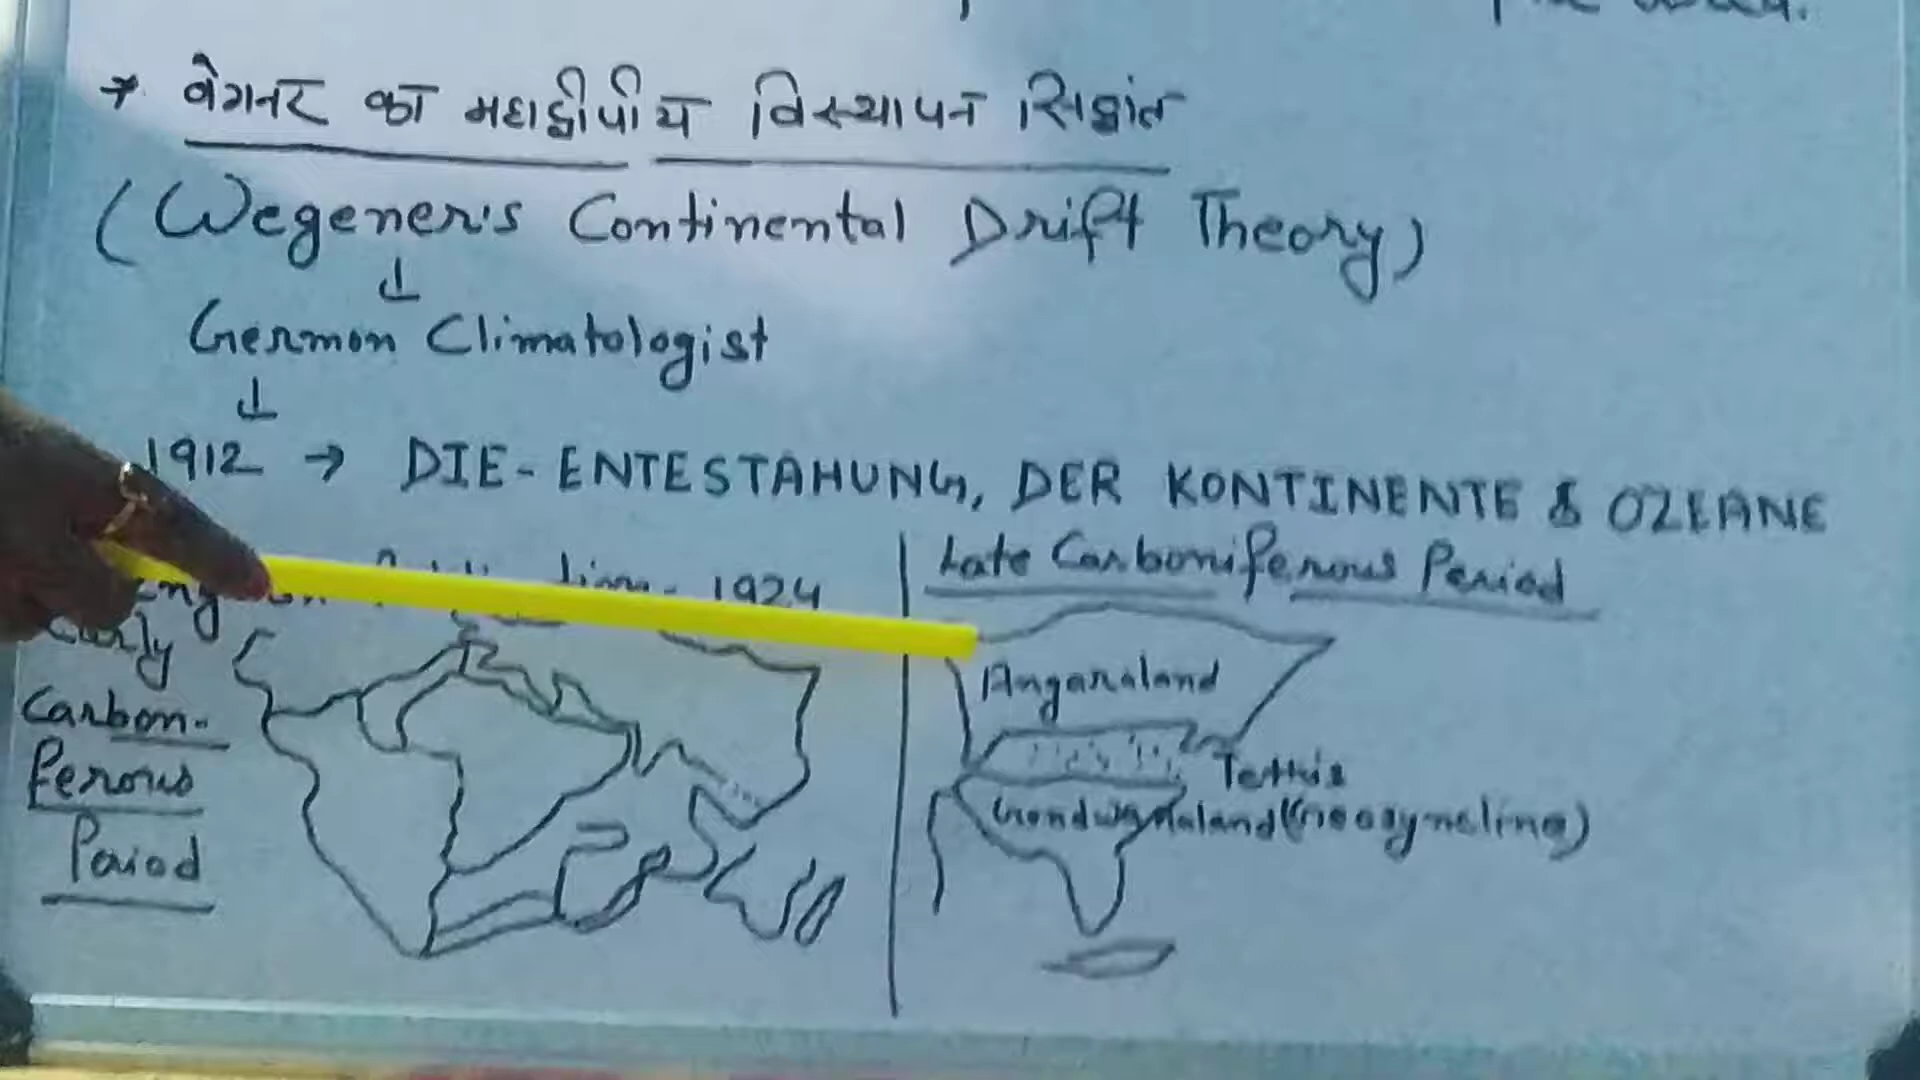 * वेगनर का महाद्वीपीय विस्थापन सिद्धांत
(Wegener's Continental Drift Theory)
German Climatologist
1912 → DIE-ENTESTAHUNG, DER KONTINENTE & OZEANE
1924
Early
Carbon-
ferous
Period
Late Carboniferous Period
Angaraland
Tethis
Gondwanaland (Geosyncline)